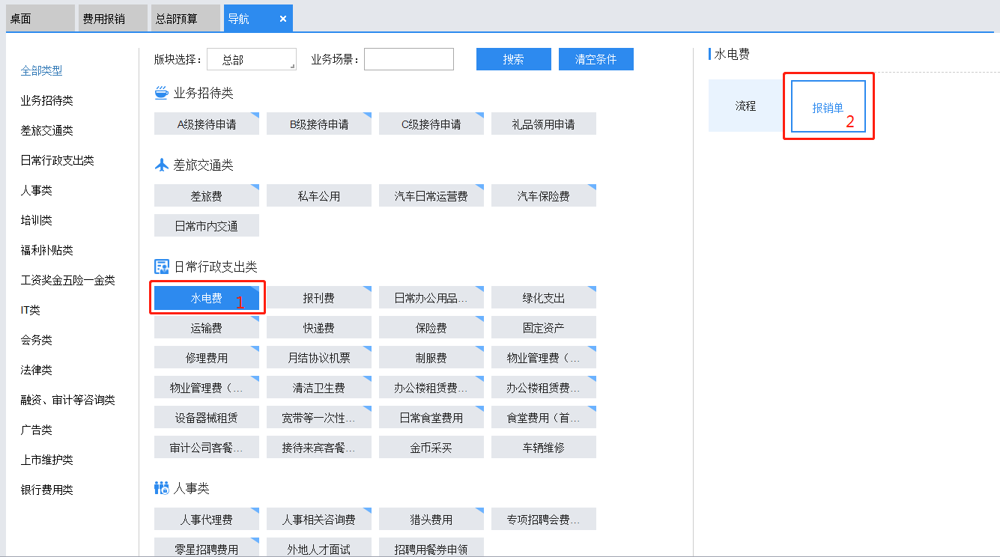 桌面 费用报销 总部预算 导航 ×
全部类型
业务招待类
差旅交通类
日常行政支出类
人事类
培训类
福利补贴类
工资奖金五险一金类
IT类
会务类
法律类
融资、审计等咨询类
广告类
上市维护类
银行费用类
版块选择： 总部 业务场景： 搜索 清空条件
业务招待类
A级接待申请 B级接待申请 C级接待申请 礼品领用申请
差旅交通类
差旅费 私车公用 汽车日常运营费 汽车保险费
日常市内交通
日常行政支出类
水电费 1 报刊费 日常办公用品... 绿化支出
运输费 快递费 保险费 固定资产
修理费用 月结协议机票 制服费 物业管理费（...
物业管理费（... 清洁卫生费 办公楼租赁费... 办公楼租赁费...
设备器械租赁 宽带等一次性... 日常食堂费用 食堂费用（首...
审计公司客餐... 接待来宾客餐... 金币采买 车辆维修
人事类
人事代理费 人事相关咨询费 猎头费用 专项招聘会费...
零星招聘费用 外地人才面试 招聘用餐券申领
水电费
流程 报销单 2